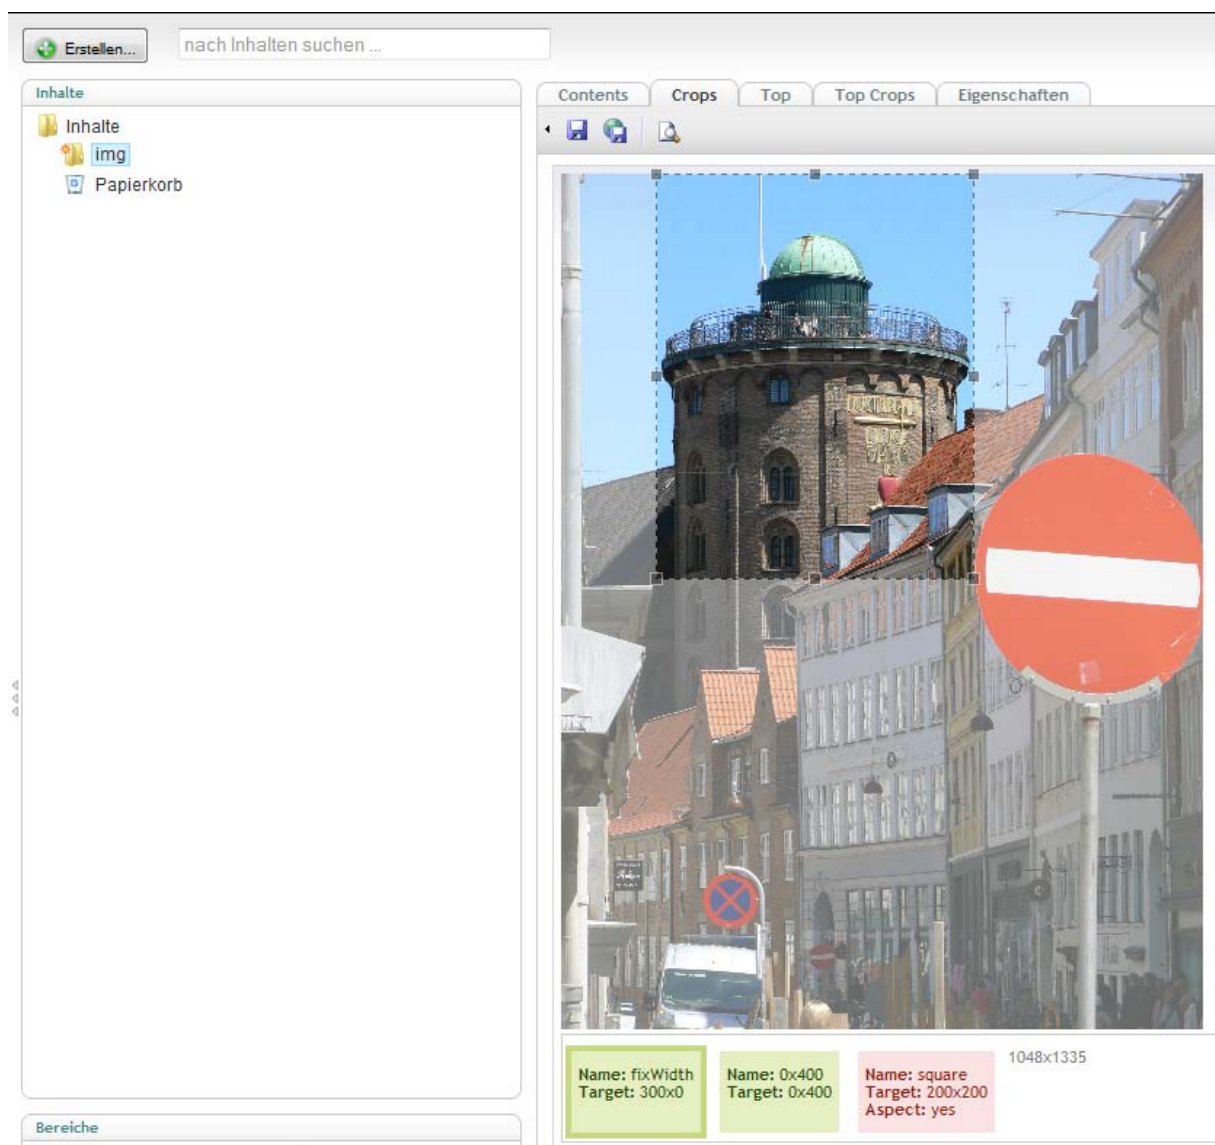 Erstellen...
nach Inhalten suchen ...
Inhalte
Inhalte
img
Papierkorb
Bereiche
Contents
Crops
Top
Top Crops
Eigenschaften
Name: fixWidth
Target: 300x0
Name: 0x400
Target: 0x400
Name: square
Target: 200x200
Aspect: yes
1048x1335